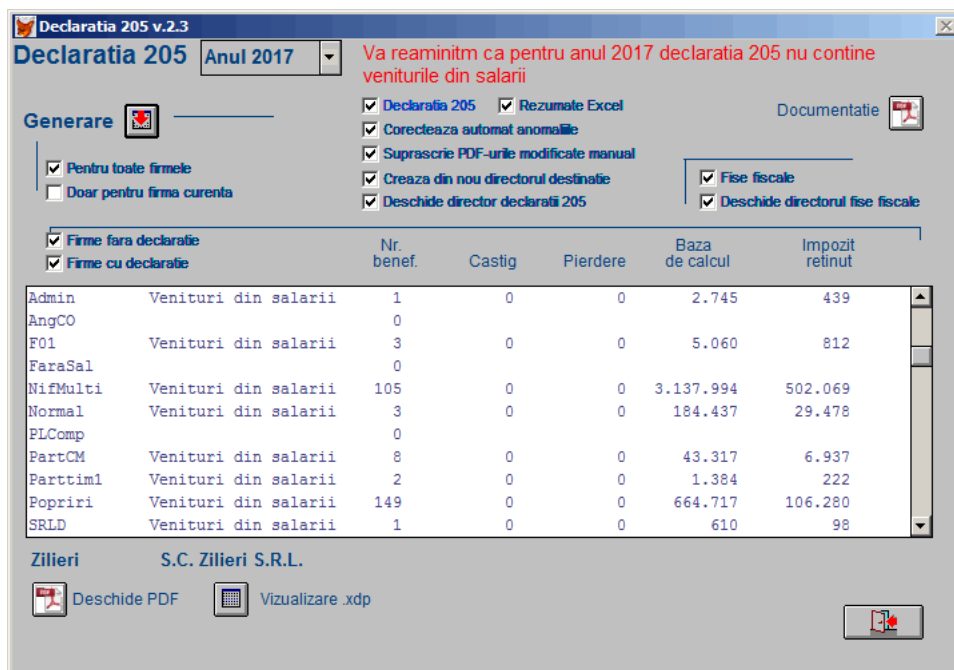 Declaratia 205 v.2.3
Declaratia 205 Anul 2017
Va reaminitm ca pentru anul 2017 declaratia 205 nu contine
veniturile din salarii
Generare
Declaratia 205 Rezumate Excel
Corecteaza automat anomaliile
Suprascrie PDF-urile modificate manual
Creaza din nou directorul destinatie
Deschide director declaratii 205
Documentatie
Pentru toate firmele
Doar pentru firma curenta
Fise fiscale
Deschide directorul fise fiscale
Firme fara declaratie
Firme cu declaratie
Nr.
benef.
Castig
Pierdere
Baza
de calcul
Impozit
retinut
Admin Venituri din salarii 1 0 0 2.745 439
AngCO 0
F01 Venituri din salarii 3 0 0 5.060 812
FaraSal 0
NifMulti Venituri din salarii 105 0 0 3.137.994 502.069
Normal Venituri din salarii 3 0 0 184.437 29.478
PLComp 0
PartCM Venituri din salarii 8 0 0 43.317 6.937
Parttim1 Venituri din salarii 2 0 0 1.384 222
Popriri Venituri din salarii 149 0 0 664.717 106.280
SRLD Venituri din salarii 1 0 0 610 98
Zilieri S.C. Zilieri S.R.L.
Deschide PDF Vizualizare .xdp